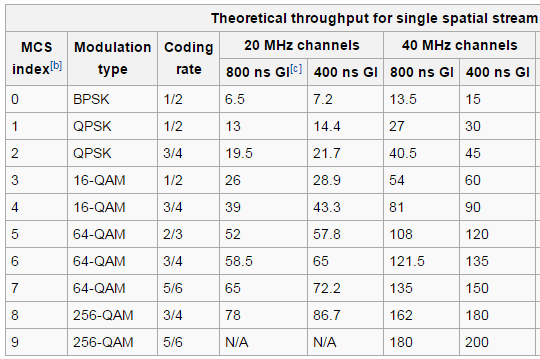 Theoretical throughput for single spatial stream
MCS index[b] Modulation type Coding rate 20 MHz channels 40 MHz channels
800 ns GI[c] 400 ns GI 800 ns GI 400 ns GI
0 BPSK 1/2 6.5 7.2 13.5 15
1 QPSK 1/2 13 14.4 27 30
2 QPSK 3/4 19.5 21.7 40.5 45
3 16-QAM 1/2 26 28.9 54 60
4 16-QAM 3/4 39 43.3 81 90
5 64-QAM 2/3 52 57.8 108 120
6 64-QAM 3/4 58.5 65 121.5 135
7 64-QAM 5/6 65 72.2 135 150
8 256-QAM 3/4 78 86.7 162 180
9 256-QAM 5/6 N/A N/A 180 200